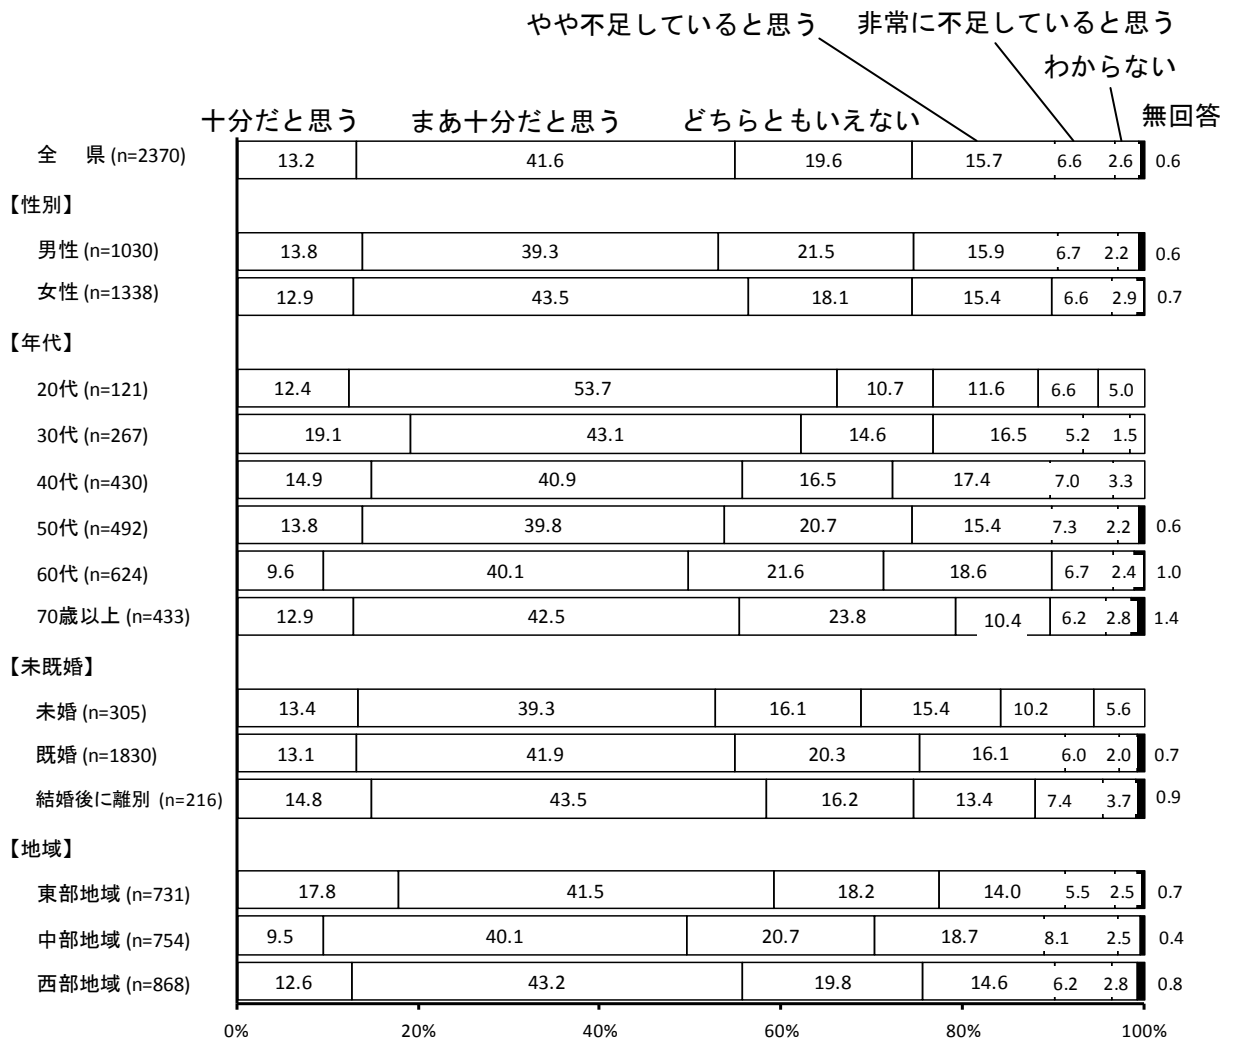 やや不足していると思う 非常に不足していると思う
わからない
十分だと思う まあ十分だと思う どちらともいえない 無回答
全 県 (n=2370) 13.2 41.6 19.6 15.7 6.6 2.6 0.6
【性別】
男性 (n=1030) 13.8 39.3 21.5 15.9 6.7 2.2 0.6
女性 (n=1338) 12.9 43.5 18.1 15.4 6.6 2.9 0.7
【年代】
20代 (n=121) 12.4 53.7 10.7 11.6 6.6 5.0
30代 (n=267) 19.1 43.1 14.6 16.5 5.2 1.5
40代 (n=430) 14.9 40.9 16.5 17.4 7.0 3.3
50代 (n=492) 13.8 39.8 20.7 15.4 7.3 2.2 0.6
60代 (n=624) 9.6 40.1 21.6 18.6 6.7 2.4 1.0
70歳以上 (n=433) 12.9 42.5 23.8 10.4 6.2 2.8 1.4
【未既婚】
未婚 (n=305) 13.4 39.3 16.1 15.4 10.2 5.6
既婚 (n=1830) 13.1 41.9 20.3 16.1 6.0 2.0 0.7
結婚後に離別 (n=216) 14.8 43.5 16.2 13.4 7.4 3.7 0.9
【地域】
東部地域 (n=731) 17.8 41.5 18.2 14.0 5.5 2.5 0.7
中部地域 (n=754) 9.5 40.1 20.7 18.7 8.1 2.5 0.4
西部地域 (n=868) 12.6 43.2 19.8 14.6 6.2 2.8 0.8
0% 20% 40% 60% 80% 100%